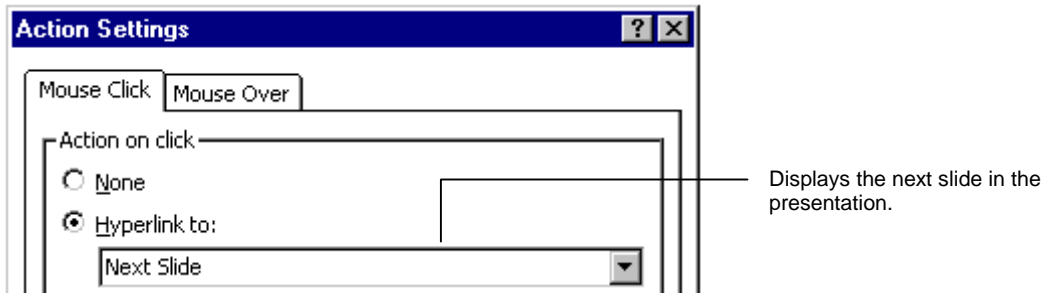 Action Settings
Mouse Click Mouse Over
Action on click
None
Hyperlink to:
Next Slide
Displays the next slide in the
presentation.